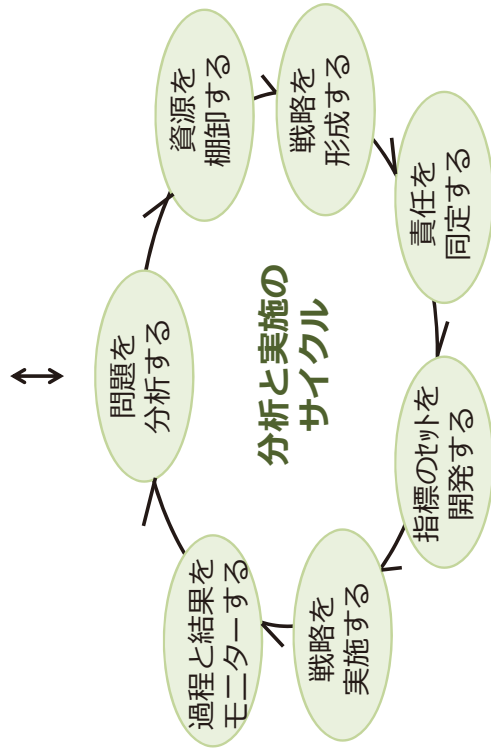 問題を
分析する
資源を
棚卸する
戦略を
形成する
責任を
同定する
指標のセットを
開発する
戦略を
実施する
過程と結果を
モニターする
分析と実施の
サイクル